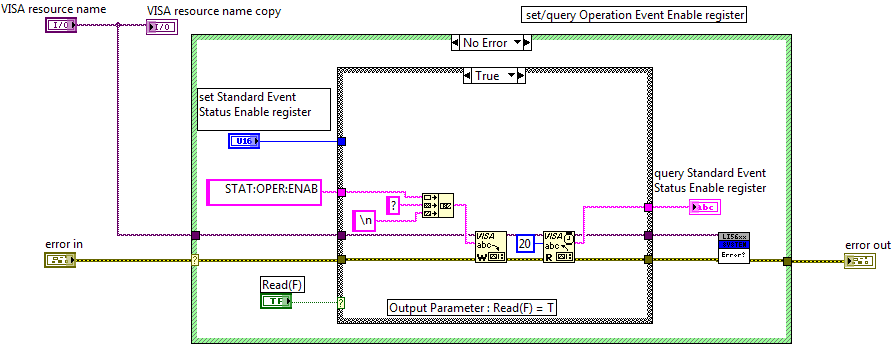 VISA resource name
I/O
VISA resource name copy
I/O
set/query Operation Event Enable register
No Error
True
set Standard Event
Status Enable register
U16
STAT:OPER:ENAB
?
\n
query Standard Event
Status Enable register
abc
VISA
abc
W
20
VISA
abc
R
LIS6xx
Error?
error in
?
error out
Read(F)
TF
?
Output Parameter : Read(F) = T